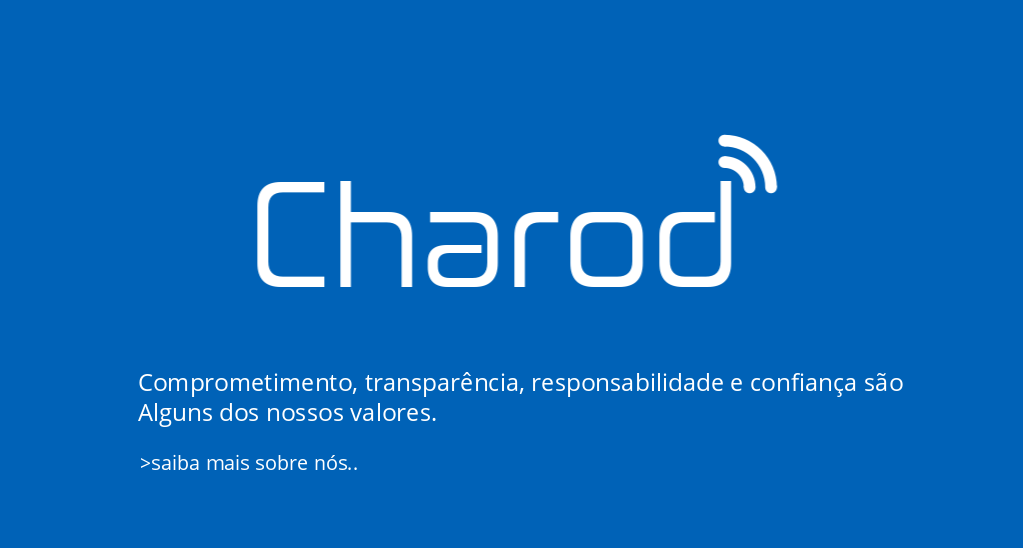 Charod
Comprometimento, transparência, responsabilidade e confiança são
Alguns dos nossos valores.
>saiba mais sobre nós..